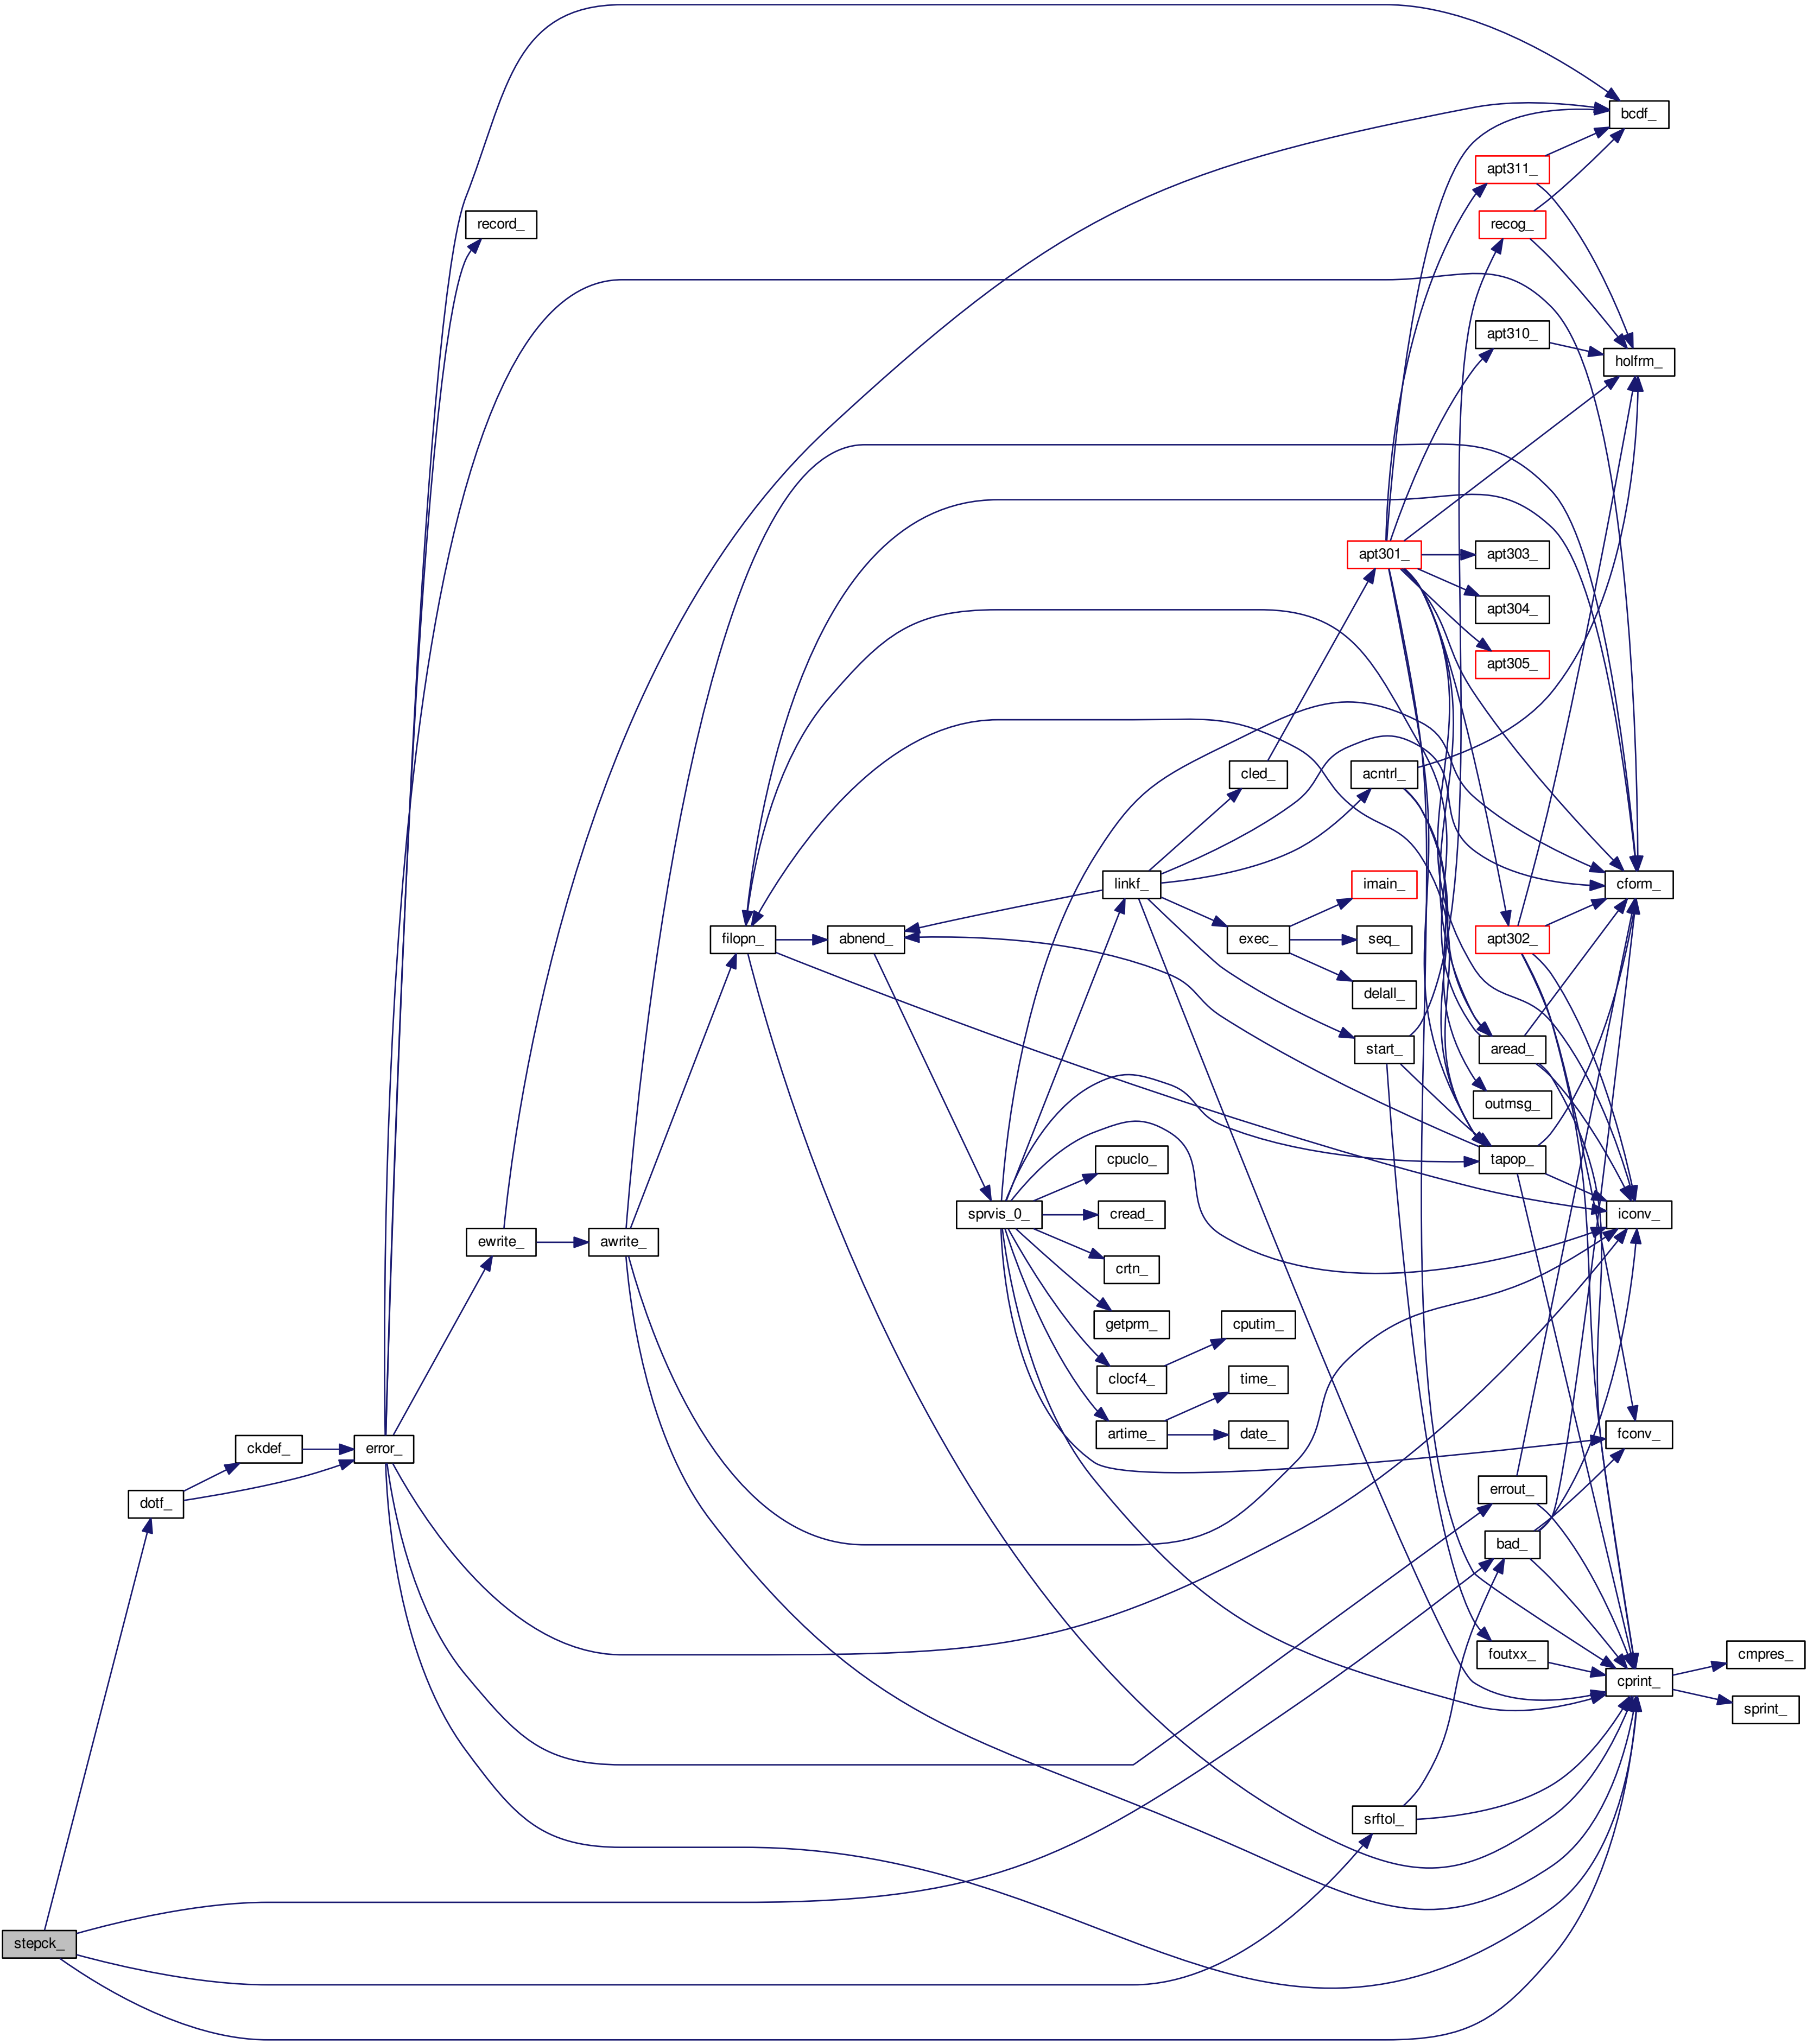 bcdf_
apt311_
record_
recog_
apt310_
holfrm_
apt301_
apt303_
apt304_
apt305_
cled_
acntrl_
linkf_
imain_
cform_
filopn_
abnend_
exec_
seq_
apt302_
delall_
start_
aread_
outmsg_
cpuclo_
tapop_
sprvis_0_
cread_
iconv_
ewrite_
awrite_
crtn_
getprm_
cputim_
clocf4_
time_
artime_
date_
fconv_
ckdef_
error_
dotf_
errout_
bad_
foutxx_
cprint_
cmpres_
sprint_
srftol_
stepck_